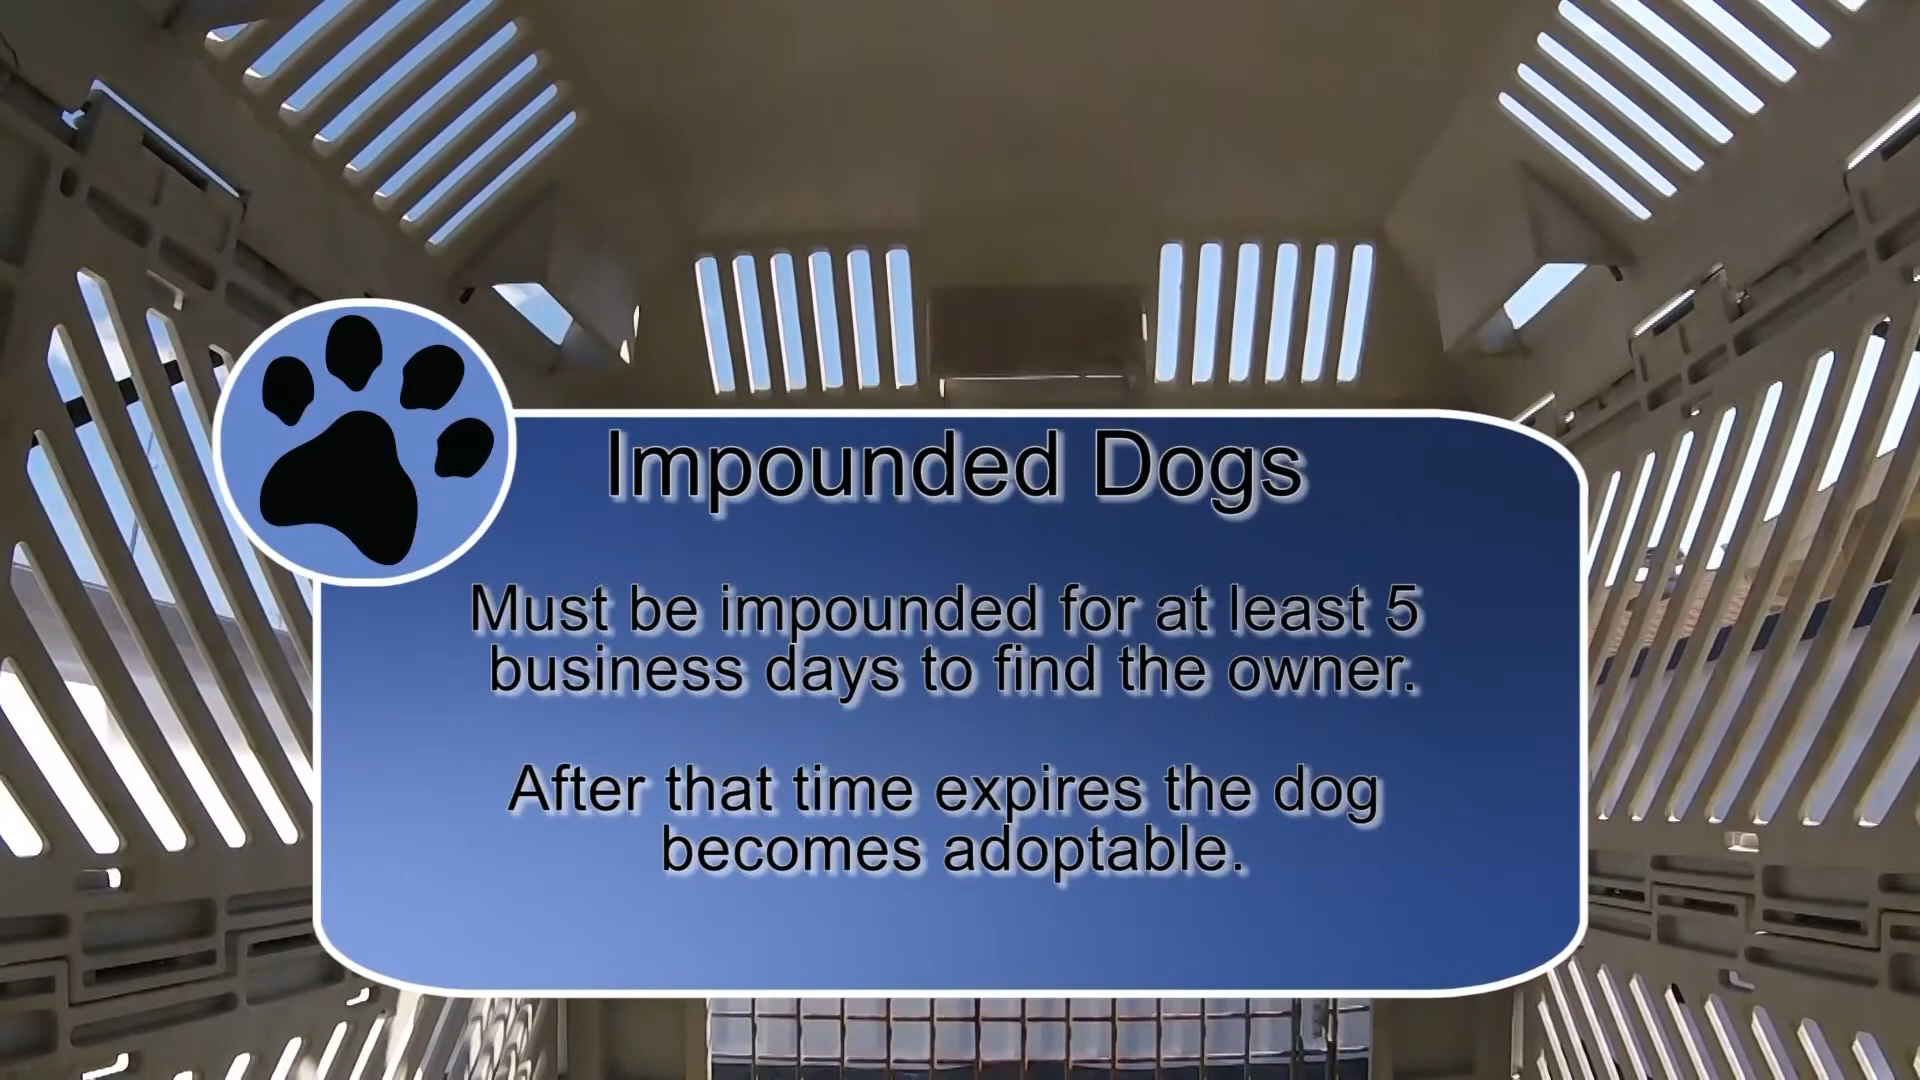 Impounded Dogs
Must be impounded for at least 5
business days to find the owner.
After that time expires the dog
becomes adoptable.